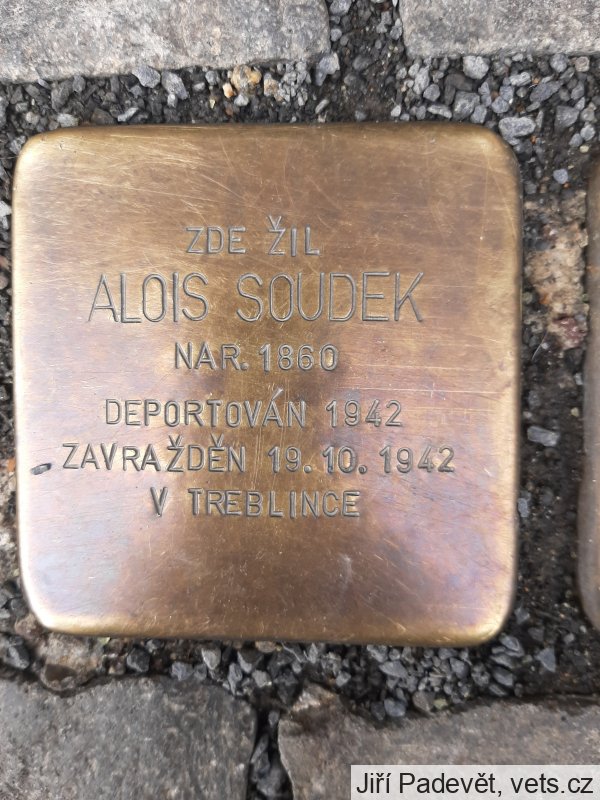 ZDE ŽIL
ALOIS SOUDEK
NAR. 1860
DEPORTOVÁN 1942
ZAVRAŽDĚN 19. 10. 1942
V TREBLINCE
Jiří Padevět, vets.cz